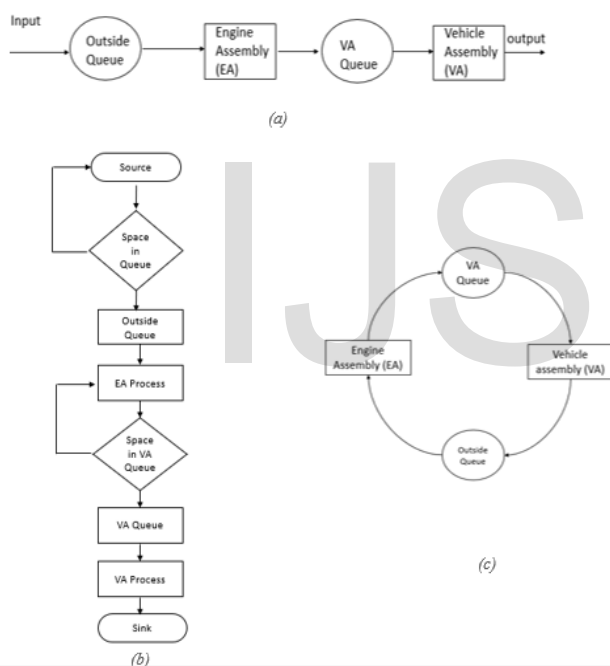 Input
Outside
Queue
Engine
Assembly
(EA)
VA
Queue
Vehicle
Assembly
(VA)
output
(a)
IJS
Source
Space
in
Queue
Outside
Queue
EA Process
Space
in VA
Queue
VA Queue
VA Process
Sink
(b)
VA
Queue
Engine
Assembly (EA)
Vehicle
assembly (VA)
Outside
Queue
(c)